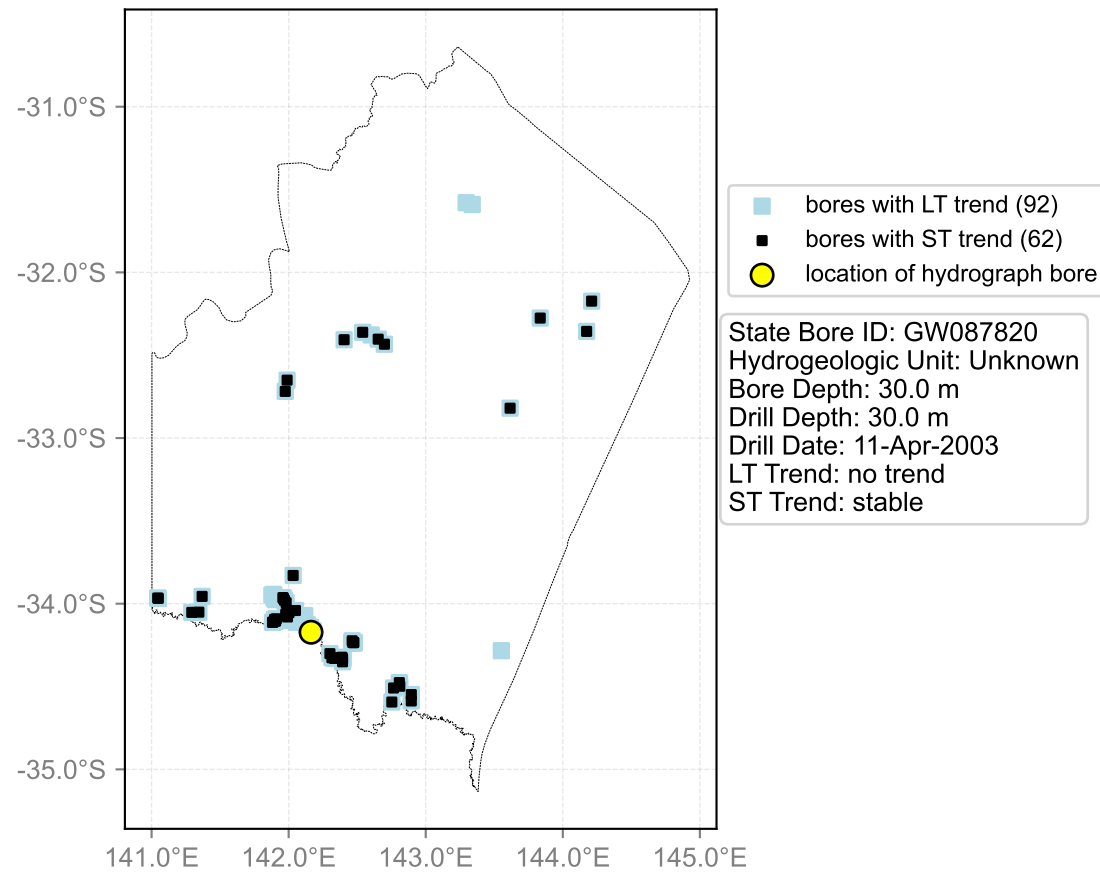 -31.0°S
-32.0°S
-33.0°S
-34.0°S
-35.0°S
141.0°E 142.0°E 143.0°E 144.0°E 145.0°E
bores with LT trend (92)
bores with ST trend (62)
location of hydrograph bore
State Bore ID: GW087820
Hydrogeologic Unit: Unknown
Bore Depth: 30.0 m
Drill Depth: 30.0 m
Drill Date: 11-Apr-2003
LT Trend: no trend
ST Trend: stable